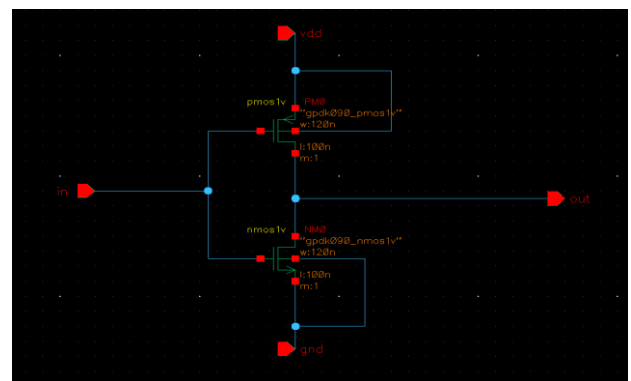 vdd
pmos1v PM0
"gpdk090_pmos1v"
w:120n
l:100n
m:1
in
out
nmos1v NM0
"gpdk090_nmos1v"
w:120n
l:100n
m:1
gnd